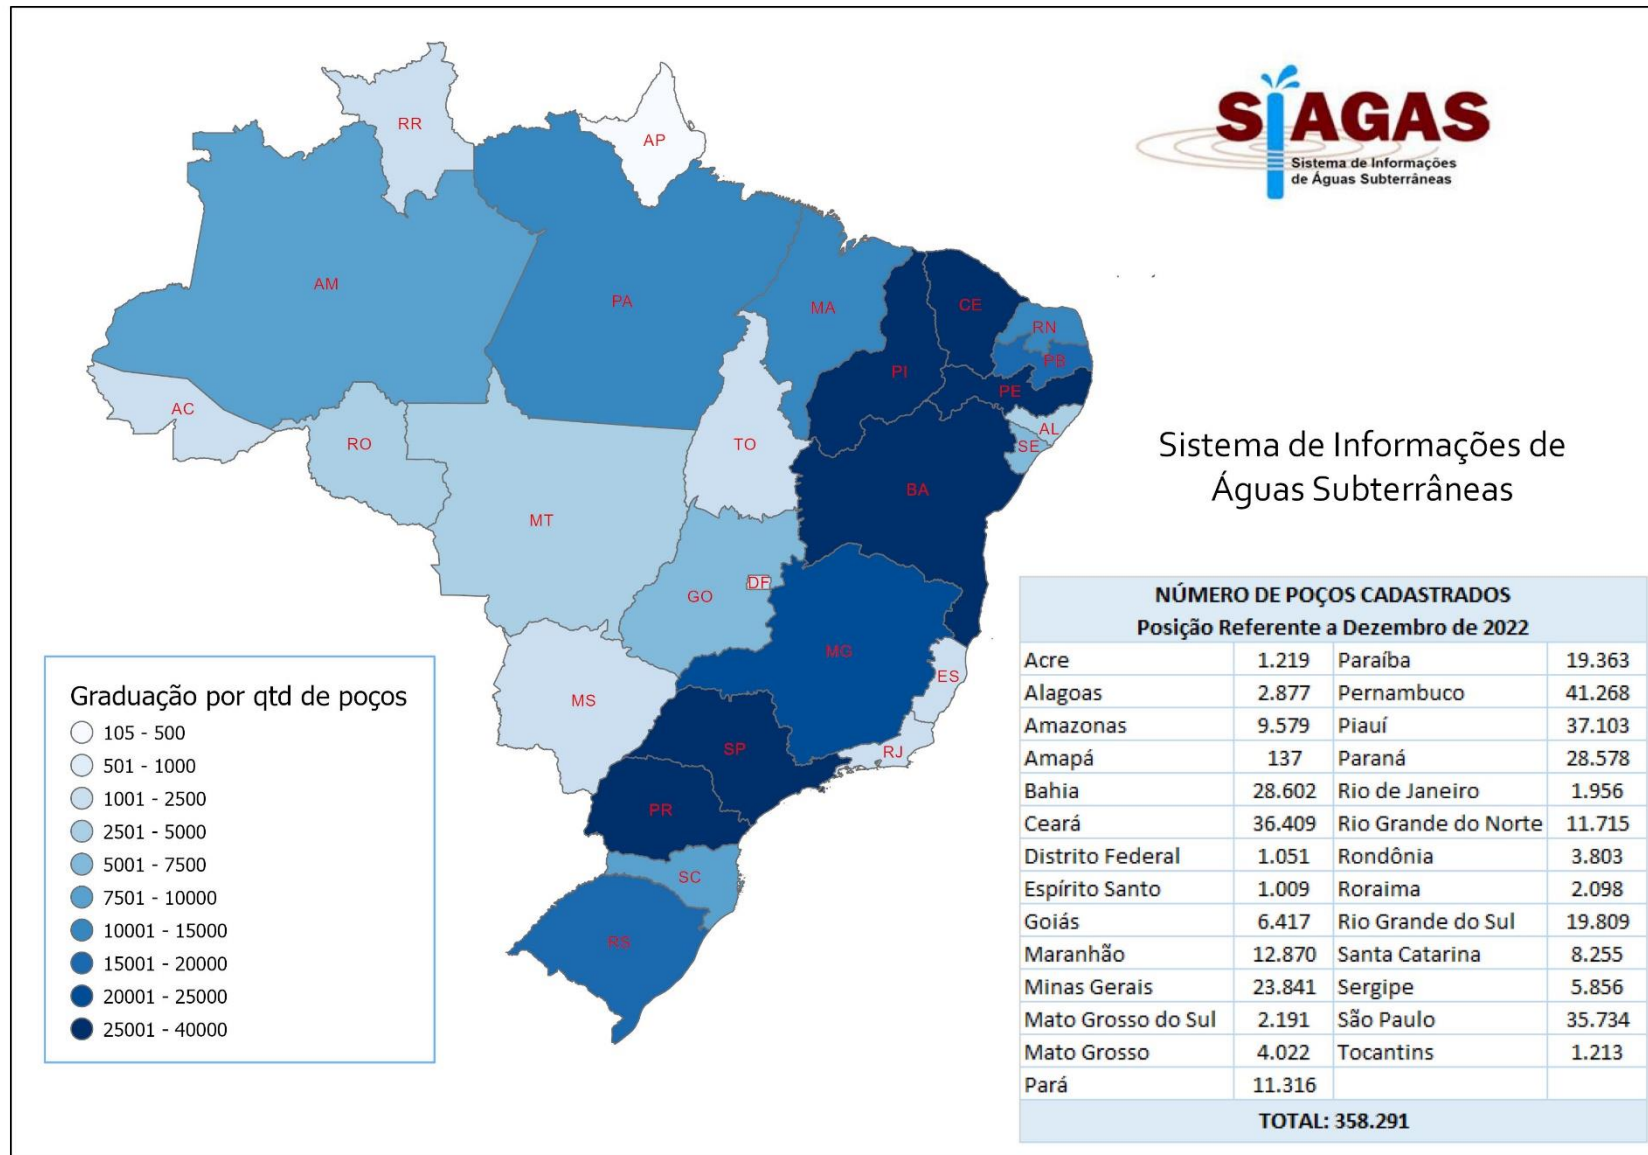 SIAGAS
Sistema de Informações
de Águas Subterrâneas
RR
AP
AM
PA
MA
CE
RN
PB
PI
PE
AC
AL
RO
TO
SE
BA
MT
DF
GO
MG
ES
MS
SP
RJ
PR
SC
RS
Sistema de Informações de
Águas Subterrâneas
Graduação por qtd de poços
105 - 500
501 - 1000
1001 - 2500
2501 - 5000
5001 - 7500
7501 - 10000
10001 - 15000
15001 - 20000
20001 - 25000
25001 - 40000
NÚMERO DE POÇOS CADASTRADOS
Posição Referente a Dezembro de 2022
Acre 1.219 Paraíba 19.363
Alagoas 2.877 Pernambuco 41.268
Amazonas 9.579 Piauí 37.103
Amapá 137 Paraná 28.578
Bahia 28.602 Rio de Janeiro 1.956
Ceará 36.409 Rio Grande do Norte 11.715
Distrito Federal 1.051 Rondônia 3.803
Espírito Santo 1.009 Roraima 2.098
Goiás 6.417 Rio Grande do Sul 19.809
Maranhão 12.870 Santa Catarina 8.255
Minas Gerais 23.841 Sergipe 5.856
Mato Grosso do Sul 2.191 São Paulo 35.734
Mato Grosso 4.022 Tocantins 1.213
Pará 11.316
TOTAL: 358.291